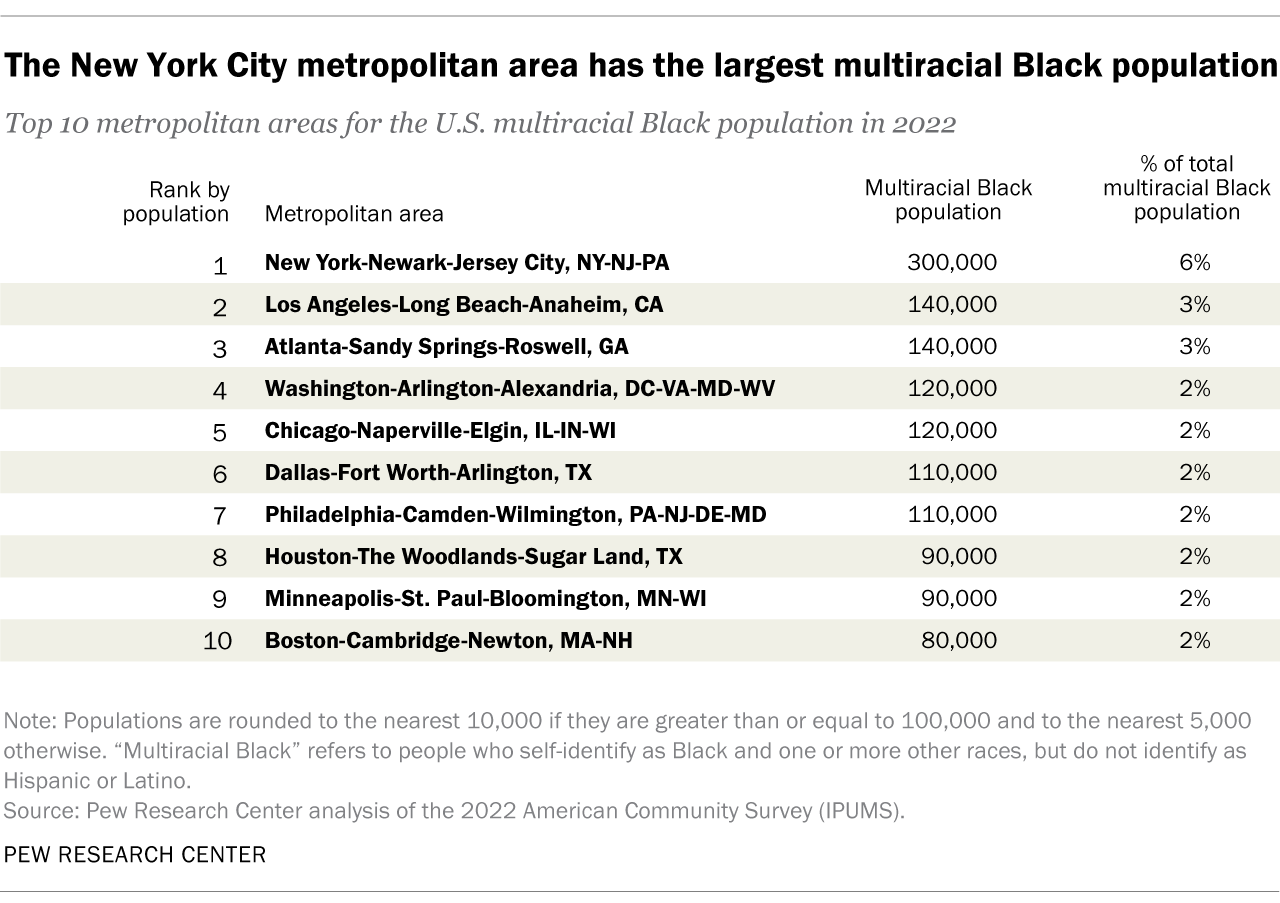 The New York City metropolitan area has the largest multiracial Black population
Top 10 metropolitan areas for the U.S. multiracial Black population in 2022
Rank by
population
Metropolitan area
Multiracial Black
population
% of total
multiracial Black
population
1 New York-Newark-Jersey City, NY-NJ-PA 300,000 6%
2 Los Angeles-Long Beach-Anaheim, CA 140,000 3%
3 Atlanta-Sandy Springs-Roswell, GA 140,000 3%
4 Washington-Arlington-Alexandria, DC-VA-MD-WV 120,000 2%
5 Chicago-Naperville-Elgin, IL-IN-WI 120,000 2%
6 Dallas-Fort Worth-Arlington, TX 110,000 2%
7 Philadelphia-Camden-Wilmington, PA-NJ-DE-MD 110,000 2%
8 Houston-The Woodlands-Sugar Land, TX 90,000 2%
9 Minneapolis-St. Paul-Bloomington, MN-WI 90,000 2%
10 Boston-Cambridge-Newton, MA-NH 80,000 2%
Note: Populations are rounded to the nearest 10,000 if they are greater than or equal to 100,000 and to the nearest 5,000
otherwise. “Multiracial Black” refers to people who self-identify as Black and one or more other races, but do not identify as
Hispanic or Latino.
Source: Pew Research Center analysis of the 2022 American Community Survey (IPUMS).
PEW RESEARCH CENTER